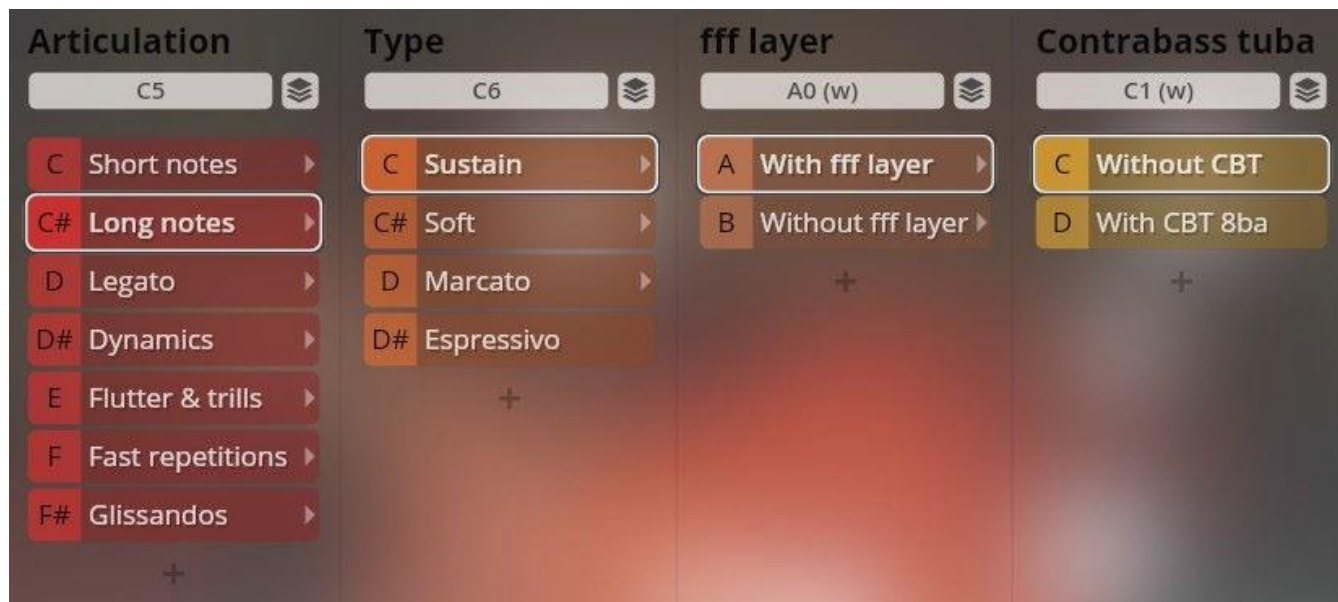 Articulation
C5
C Short notes
C# Long notes
D Legato
D# Dynamics
E Flutter & trills
F Fast repetitions
F# Glissandos
+
Type
C6
C Sustain
C# Soft
D Marcato
D# Espressivo
+
fff layer
A0 (w)
A With fff layer
B Without fff layer
+
Contrabass tuba
C1 (w)
C Without CBT
D With CBT 8ba
+